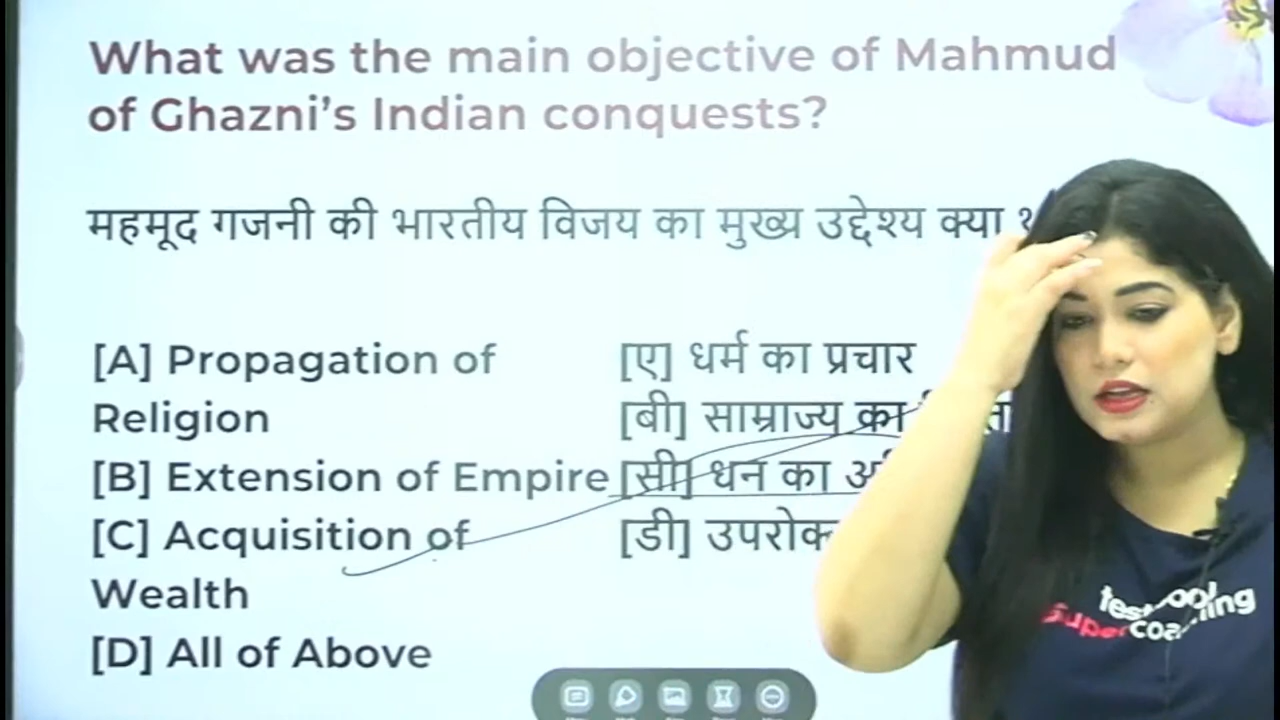 What was the main objective of Mahmud
of Ghazni's Indian conquests?
महमूद गजनी की भारतीय विजय का मुख्य उद्देश्य क्या
[A] Propagation of
Religion
[B] Extension of Empire
[C] Acquisition of
Wealth
[D] All of Above
[ए] धर्म का प्रचार
[बी] साम्राज्य का
[सी] धन का
[डी]
testbook
Supercoaching